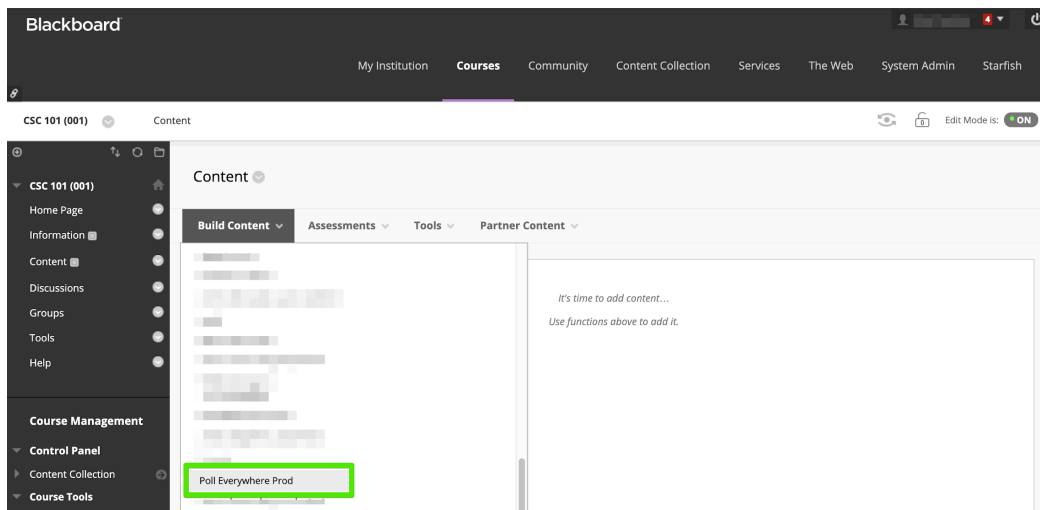 Blackboard
4
My Institution Courses Community Content Collection Services The Web System Admin Starfish
CSC 101 (001) Content Edit Mode is: ON
CSC 101 (001)
Content
Home Page
Build Content Assessments Tools Partner Content
Information
Content
Discussions
It's time to add content...
Groups
Use functions above to add it.
Tools
Help
Course Management
Control Panel
Content Collection
Poll Everywhere Prod
Course Tools